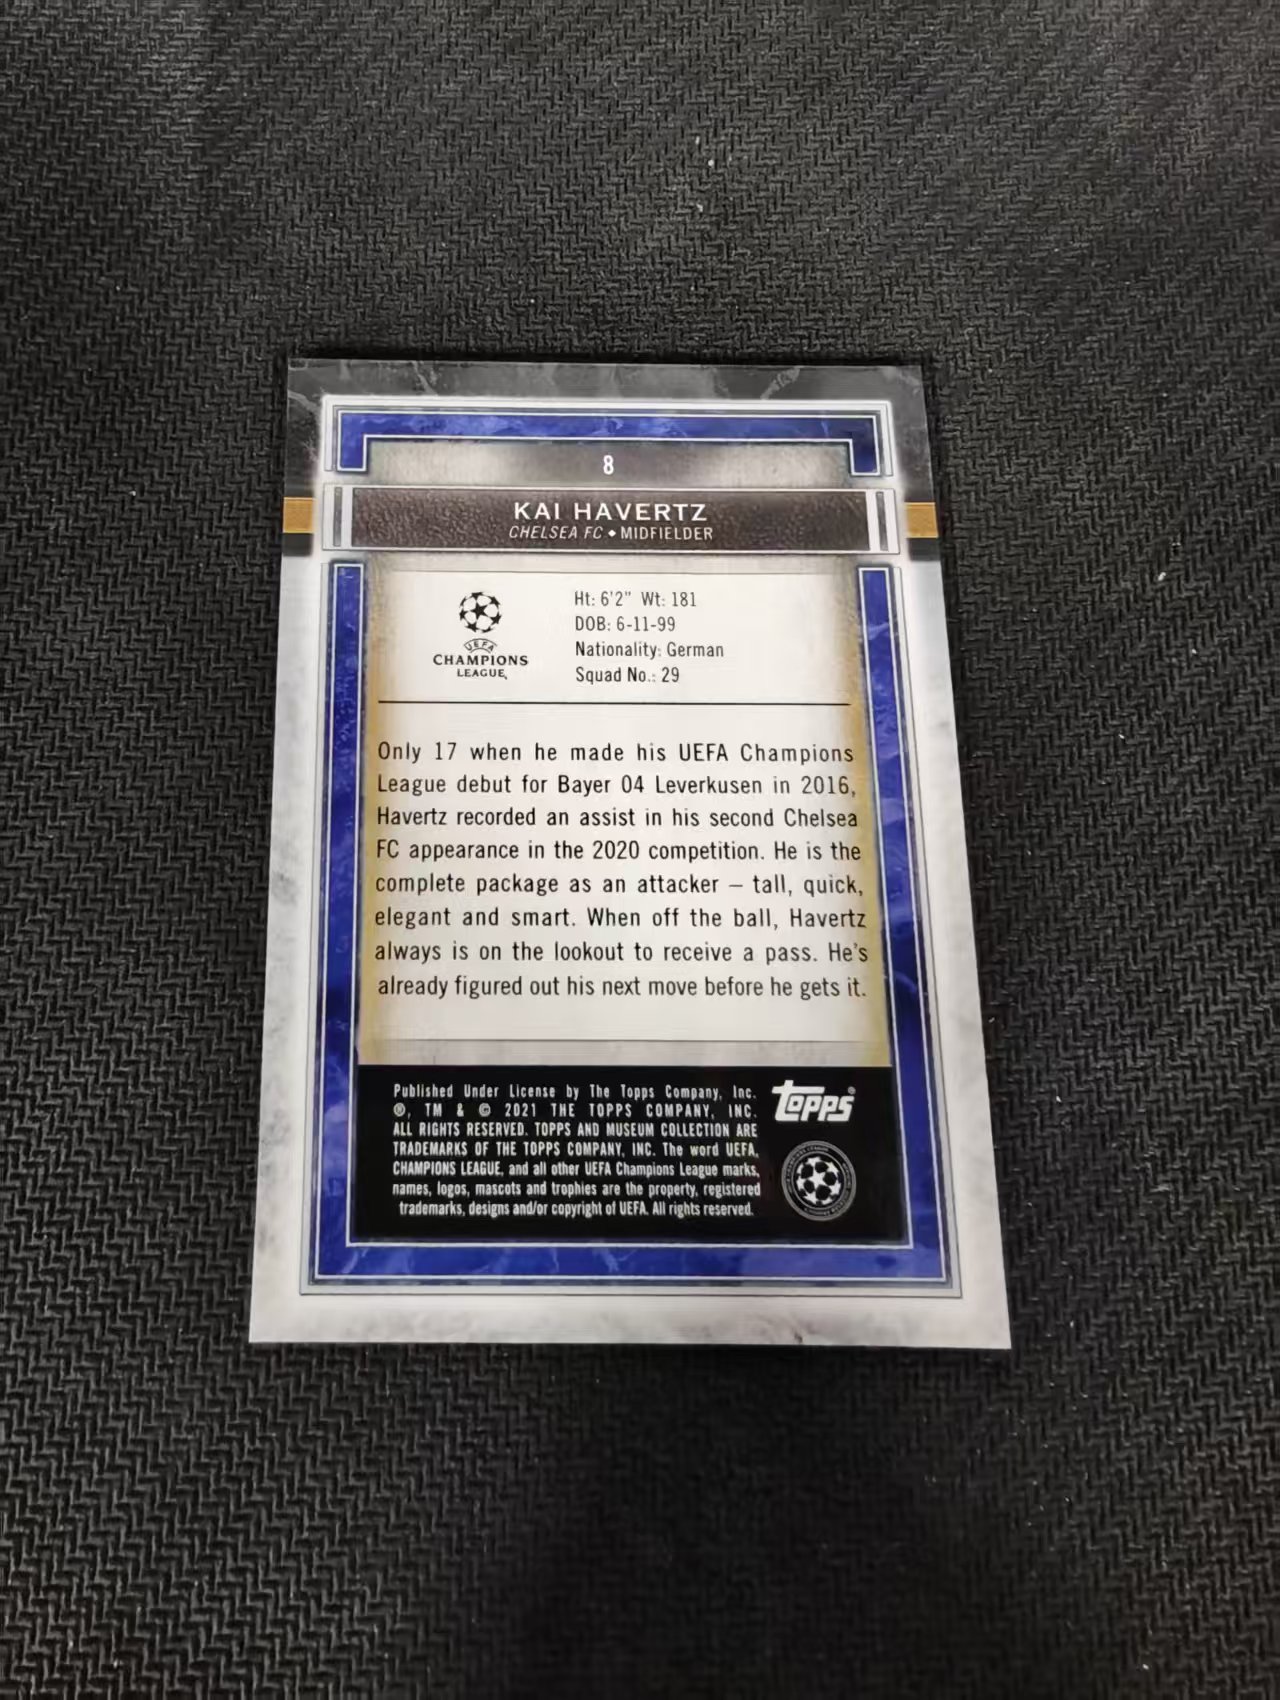 8
KAI HAVERTZ
CHELSEA FC ◆ MIDFIELDER
UEFA
CHAMPIONS
LEAGUE
Ht: 6'2" Wt: 181
DOB: 6-11-99
Nationality: German
Squad No.: 29
Only 17 when he made his UEFA Champions
League debut for Bayer 04 Leverkusen in 2016,
Havertz recorded an assist in his second Chelsea
FC appearance in the 2020 competition. He is the
complete package as an attacker – tall, quick,
elegant and smart. When off the ball, Havertz
always is on the lookout to receive a pass. He's
already figured out his next move before he gets it.
Published Under License by The Topps Company, Inc.
®, TM & © 2021 THE TOPPS COMPANY, INC.
ALL RIGHTS RESERVED. TOPPS AND MUSEUM COLLECTION ARE
TRADEMARKS OF THE TOPPS COMPANY, INC. The word UEFA,
CHAMPIONS LEAGUE, and all other UEFA Champions League marks,
names, logos, mascots and trophies are the property, registered
trademarks, designs and/or copyright of UEFA. All rights reserved.
Topps®